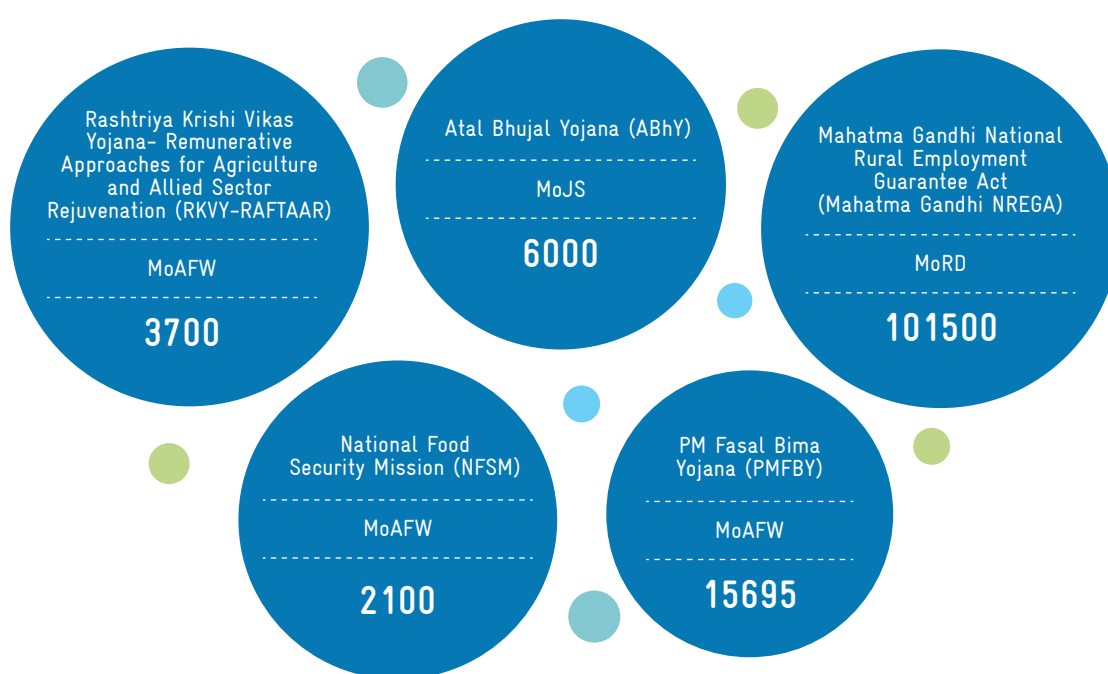 Rashtriya Krishi Vikas
Yojana- Remunerative
Approaches for Agriculture
and Allied Sector
Rejuvenation (RKVY-RAFTAAR)
MoAFW
3700
Atal Bhujal Yojana (ABhY)
MoJS
6000
Mahatma Gandhi National
Rural Employment
Guarantee Act
(Mahatma Gandhi NREGA)
MoRD
101500
National Food
Security Mission (NFSM)
MoAFW
2100
PM Fasal Bima
Yojana (PMFBY)
MoAFW
15695